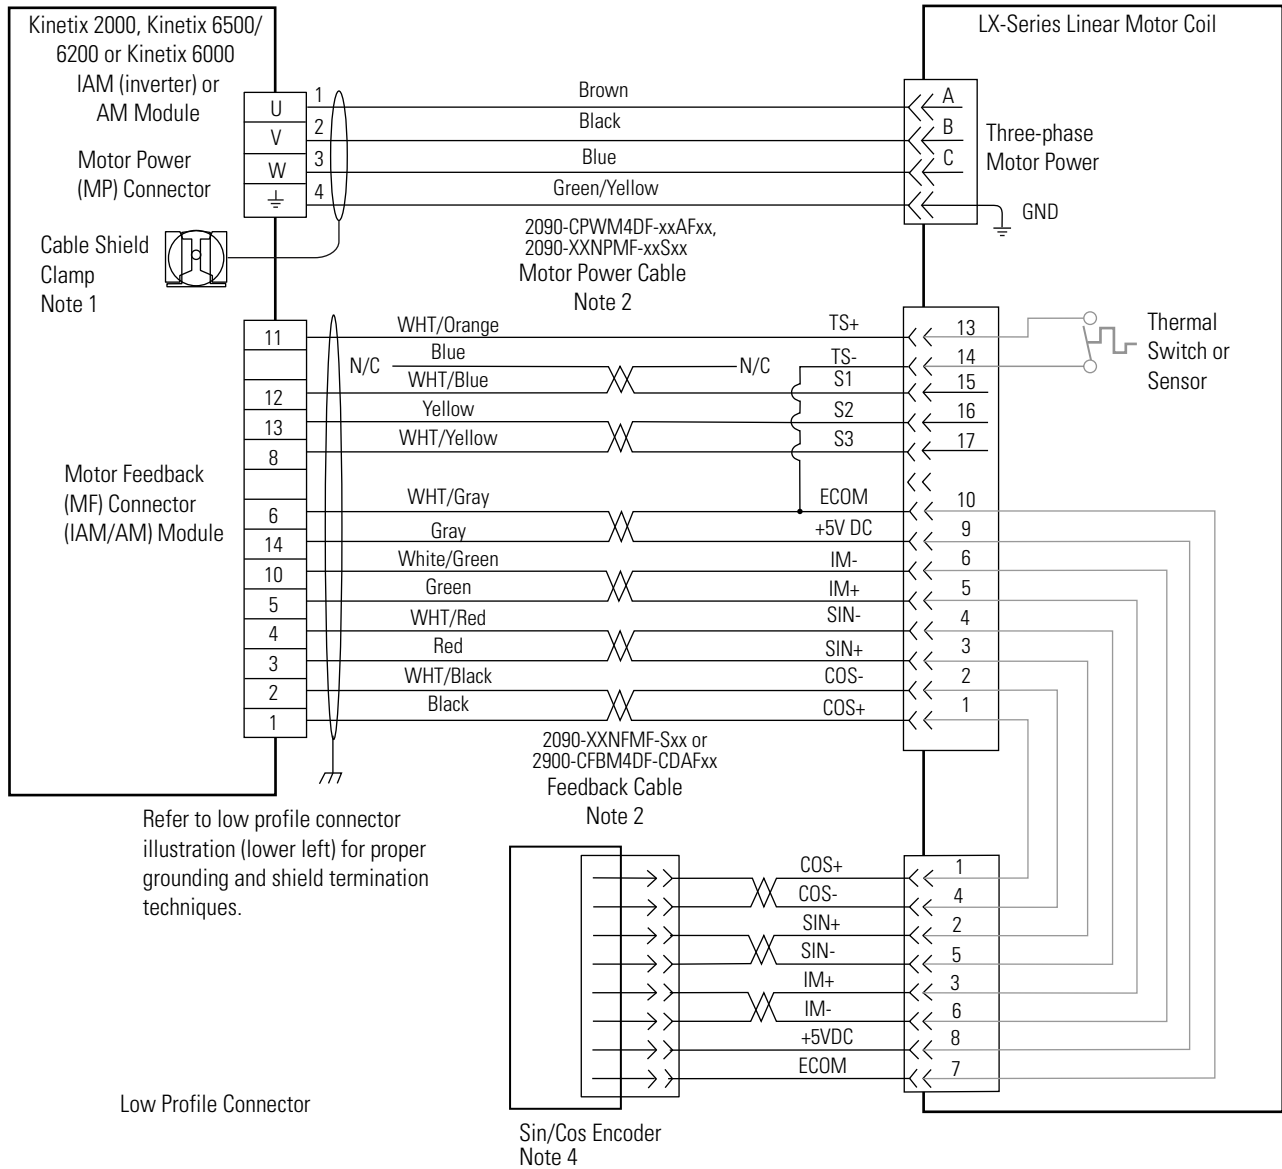 Kinetix 2000, Kinetix 6500/
6200 or Kinetix 6000
IAM (inverter) or
AM Module
LX-Series Linear Motor Coil
Motor Power
(MP) Connector
U
V
W
1
2
3
4
Brown
Black
Blue
Green/Yellow
A
B
C
Three-phase
Motor Power
GND
Cable Shield
Clamp
Note 1
2090-CPWM4DF-xxAFxx,
2090-XXNPMF-xxSxx
Motor Power Cable
Note 2
Motor Feedback
(MF) Connector
(IAM/AM) Module
11
12
13
8
6
14
10
5
4
3
2
1
WHT/Orange
N/C
Blue
N/C
WHT/Blue
Yellow
WHT/Yellow
WHT/Gray
Gray
White/Green
Green
WHT/Red
Red
WHT/Black
Black
TS+
TS-
S1
S2
S3
ECOM
+5V DC
IM-
IM+
SIN-
SIN+
COS-
COS+
13
14
15
16
17
10
9
6
5
4
3
2
1
Thermal
Switch or
Sensor
2090-XXNFMF-Sxx or
2900-CFBM4DF-CDAFxx
Feedback Cable
Note 2
Refer to low profile connector
illustration (lower left) for proper
grounding and shield termination
techniques.
COS+
COS-
SIN+
SIN-
IM+
IM-
+5VDC
ECOM
1
4
2
5
3
6
8
7
Low Profile Connector
Sin/Cos Encoder
Note 4